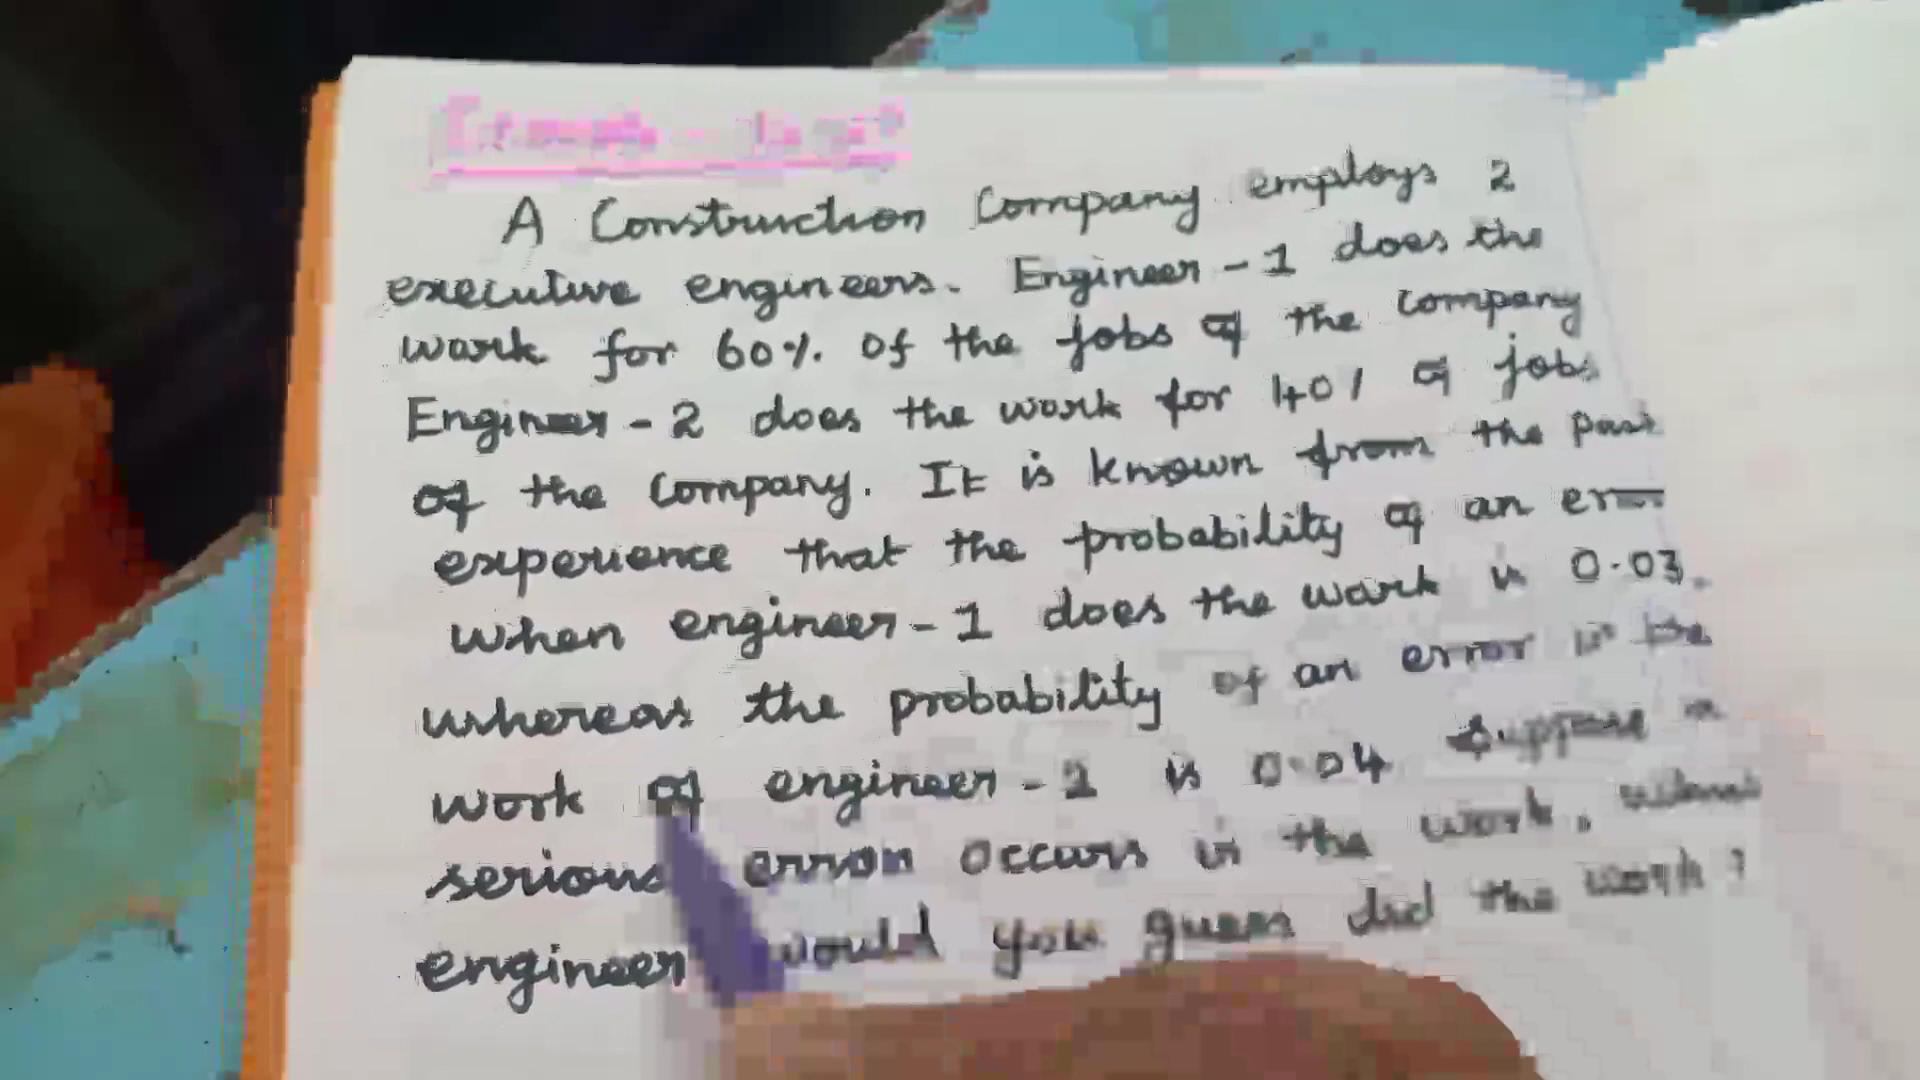 A Construction Company employs 2
executive engineers. Engineer - 1 does the
work for 60%. of the jobs of the company
Engineer - 2 does the work for 40% of jobs
of the company. It is known from the past
experience that the probability of an error
when engineer - 1 does the work is 0.03.
whereas the probability of an error in the
work of engineer - 2 is 0.04 Suppose a
serious error occurs in the work,
engineer would you guess did the work?